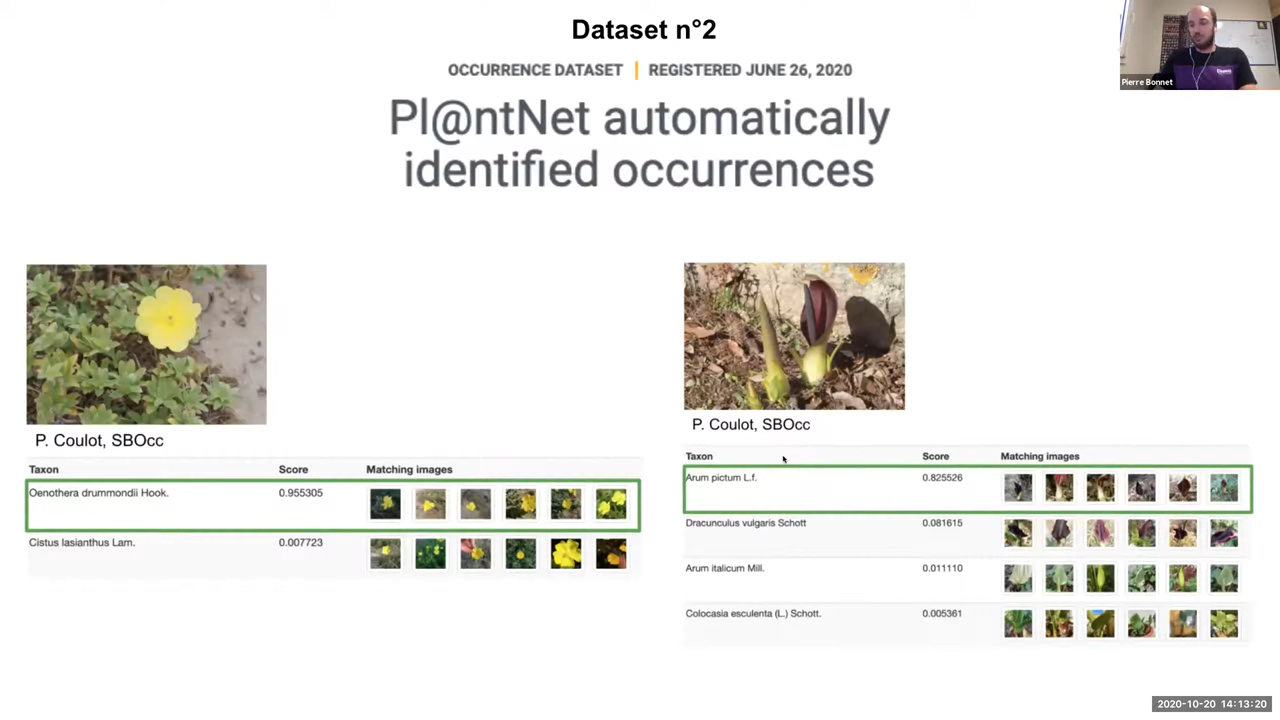 Dataset n°2
OCCURRENCE DATASET | REGISTERED JUNE 26, 2020
Pl@ntNet automatically
identified occurrences
Pierre Bonnet
P. Coulot, SBOcc
Taxon Score Matching images
Oenothera drummondii Hook. 0.955305
Cistus lasianthus Lam. 0.007723
P. Coulot, SBOcc
Taxon Score Matching images
Arum pictum L.f. 0.825526
Dracunculus vulgaris Schott 0.081615
Arum italicum Mill. 0.011110
Colocasia esculenta (L.) Schott. 0.005361
2020-10-20 14:13:20